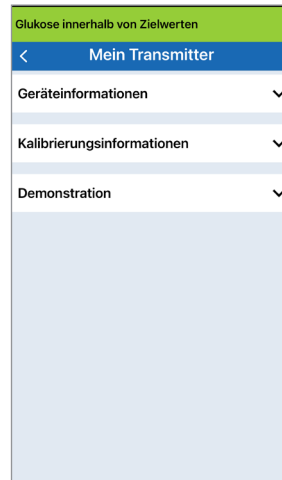 Glukose innerhalb von Zielwerten
Mein Transmitter
Geräteinformationen
Kalibrierungsinformationen
Demonstration